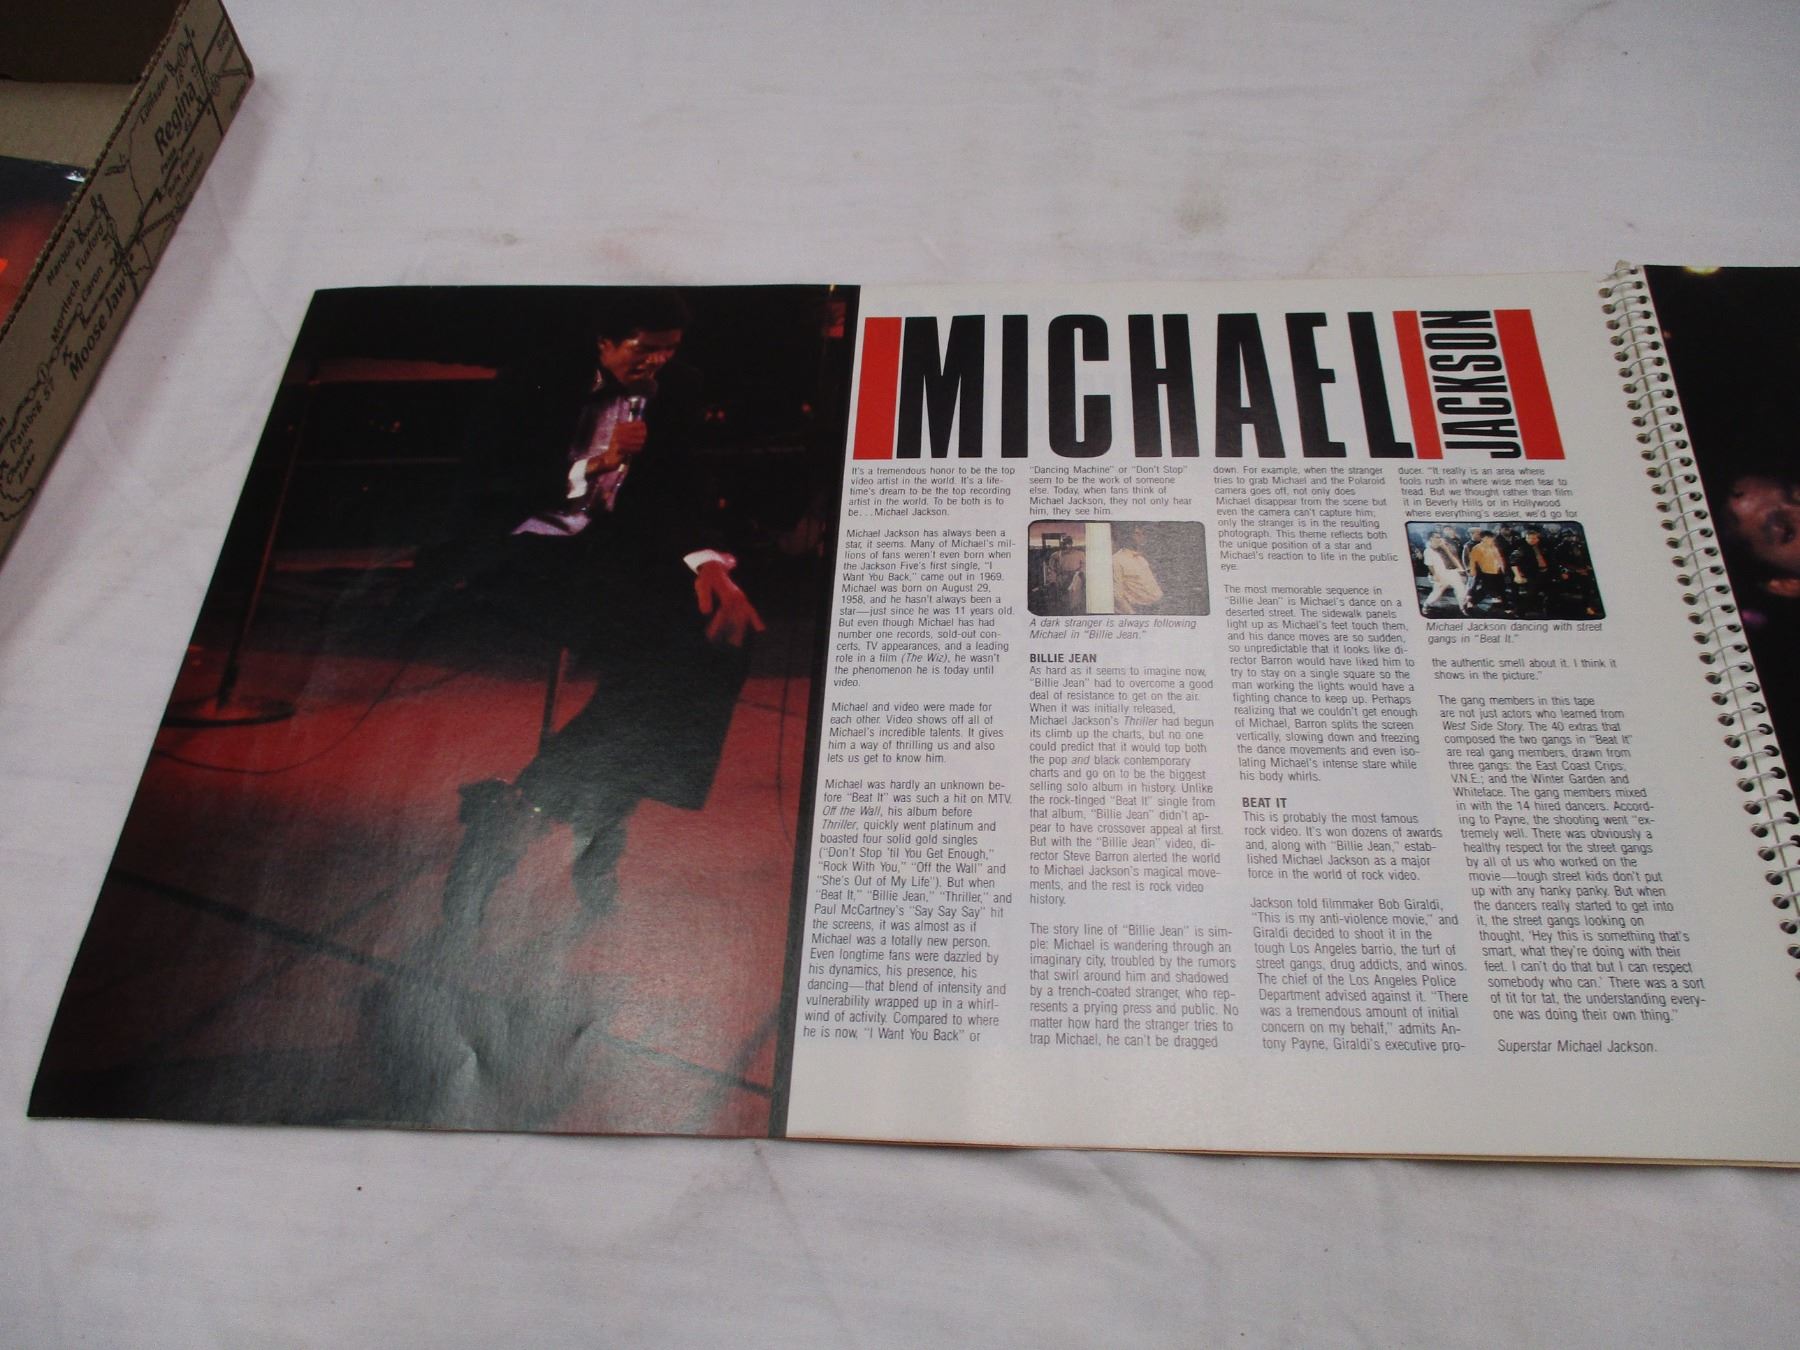 Lumsden
Regina
Marquis
Tuxford
Mortlach
Caron
Moose Jaw
Parkbeg
Lake
MICHAEL
JACKSON
It's a tremendous honor to be the top
video artist in the world. It's a life-
time's dream to be the top recording
artist in the world. To be both is to
be. . . Michael Jackson.
Michael Jackson has always been a
star, it seems. Many of Michael's mil-
lions of fans weren't even born when
the Jackson Five's first single, "I
Want You Back," came out in 1969.
Michael was born on August 29,
1958, and he hasn't always been a
star—just since he was 11 years old.
But even though Michael has had
number one records, sold-out con-
certs, TV appearances, and a leading
role in a film (The Wiz), he wasn't
the phenomenon he is today until
video.
Michael and video were made for
each other. Video shows off all of
Michael's incredible talents. It gives
him a way of thrilling us and also
lets us get to know him.
Michael was hardly an unknown be-
fore "Beat It" was such a hit on MTV.
Off the Wall, his album before
Thriller, quickly went platinum and
boasted four solid gold singles
("Don't Stop 'til You Get Enough,"
"Rock With You," "Off the Wall" and
"She's Out of My Life"). But when
"Beat It," "Billie Jean," "Thriller," and
Paul McCartney's "Say Say Say" hit
the screens, it was almost as if
Michael was a totally new person.
Even longtime fans were dazzled by
his dynamics, his presence, his
dancing—that blend of intensity and
vulnerability wrapped up in a whirl-
wind of activity. Compared to where
he is now, "I Want You Back" or
"Dancing Machine" or "Don't Stop"
seem to be the work of someone
else. Today, when fans think of
Michael Jackson, they not only hear
him, they see him.
A dark stranger is always following
Michael in "Billie Jean."
BILLIE JEAN
As hard as it seems to imagine now,
"Billie Jean" had to overcome a good
deal of resistance to get on the air.
When it was initially released,
Michael Jackson's Thriller had begun
its climb up the charts, but no one
could predict that it would top both
the pop and black contemporary
charts and go on to be the biggest
selling solo album in history. Unlike
the rock-tinged "Beat It" single from
that album, "Billie Jean" didn't ap-
pear to have crossover appeal at first.
But with the "Billie Jean" video, di-
rector Steve Barron alerted the world
to Michael Jackson's magical move-
ments, and the rest is rock video
history.
The story line of "Billie Jean" is sim-
ple: Michael is wandering through an
imaginary city, troubled by the rumors
that swirl around him and shadowed
by a trench-coated stranger, who rep-
resents a prying press and public. No
matter how hard the stranger tries to
trap Michael, he can't be dragged
down. For example, when the stranger
tries to grab Michael and the Polaroid
camera goes off, not only does
Michael disappear from the scene but
even the camera can't capture him;
only the stranger is in the resulting
photograph. This theme reflects both
the unique position of a star and
Michael's reaction to life in the public
eye.
The most memorable sequence in
"Billie Jean" is Michael's dance on a
deserted street. The sidewalk panels
light up as Michael's feet touch them,
and his dance moves are so sudden,
so unpredictable that it looks like di-
rector Barron would have liked him to
try to stay on a single square so the
man working the lights would have a
fighting chance to keep up. Perhaps
realizing that we couldn't get enough
of Michael, Barron splits the screen
vertically, slowing down and freezing
the dance movements and even iso-
lating Michael's intense stare while
his body whirls.
BEAT IT
This is probably the most famous
rock video. It's won dozens of awards
and, along with "Billie Jean," estab-
lished Michael Jackson as a major
force in the world of rock video.
Jackson told filmmaker Bob Giraldi,
"This is my anti-violence movie," and
Giraldi decided to shoot it in the
tough Los Angeles barrio, the turf of
street gangs, drug addicts, and winos.
The chief of the Los Angeles Police
Department advised against it. "There
was a tremendous amount of initial
concern on my behalf," admits An-
tony Payne, Giraldi's executive pro-
ducer. "It really is an area where
fools rush in where wise men fear to
tread. But we thought rather than film
it in Beverly Hills or in Hollywood
where everything's easier, we'd go for
Michael Jackson dancing with street
gangs in "Beat It."
the authentic smell about it. I think it
shows in the picture."
The gang members in this tape
are not just actors who learned from
West Side Story. The 40 extras that
composed the two gangs in "Beat It"
are real gang members, drawn from
three gangs: the East Coast Crips;
V.N.E.; and the Winter Garden and
Whiteface. The gang members mixed
in with the 14 hired dancers. Accord-
ing to Payne, the shooting went "ex-
tremely well. There was obviously a
healthy respect for the street gangs
by all of us who worked on the
movie—tough street kids don't put
up with any hanky panky. But when
the dancers really started to get into
it, the street gangs looking on
thought, 'Hey this is something that's
smart, what they're doing with their
feet. I can't do that but I can respect
somebody who can.' There was a sort
of tit for tat, the understanding every-
one was doing their own thing."
Superstar Michael Jackson.